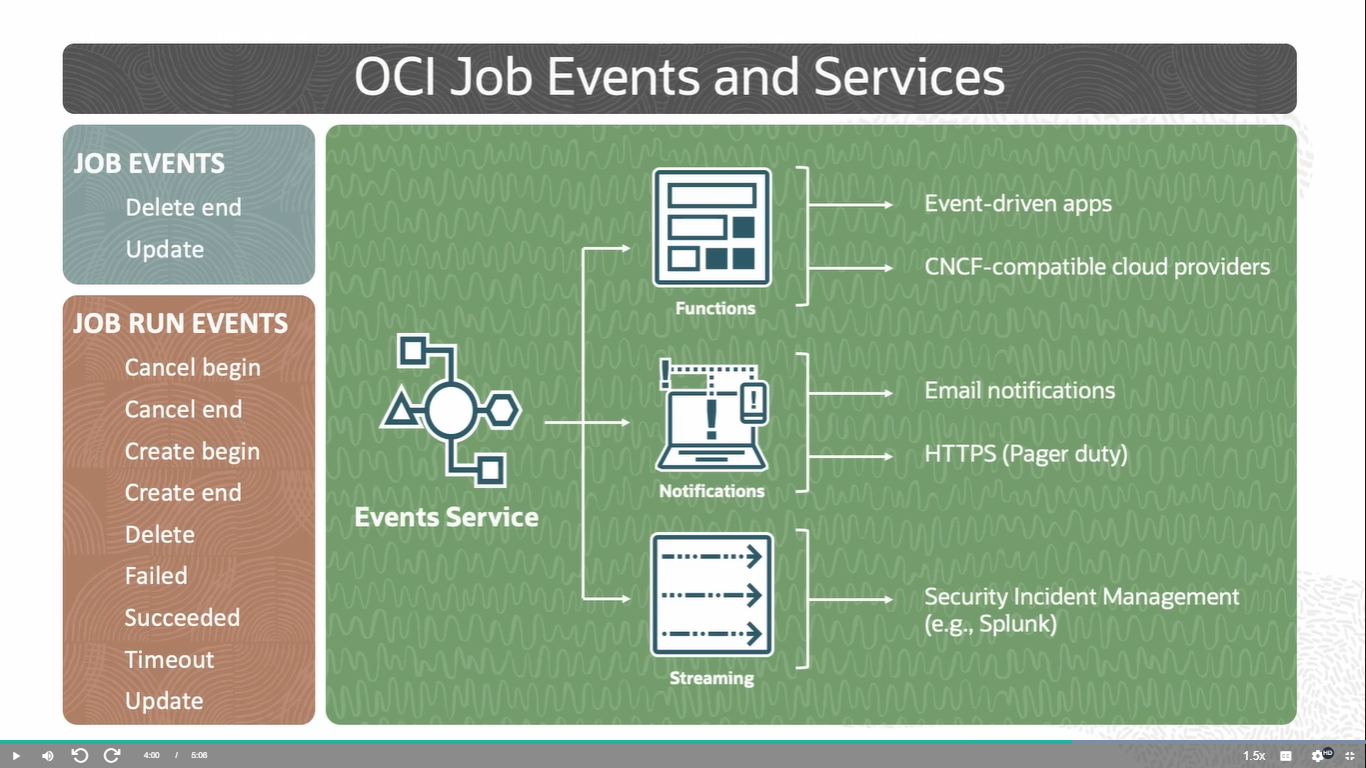 OCI Job Events and Services
JOB EVENTS
Delete end
Update
JOB RUN EVENTS
Cancel begin
Cancel end
Create begin
Create end
Delete
Failed
Succeeded
Timeout
Update
Events Service
Functions
Event-driven apps
CNCF-compatible cloud providers
Notifications
Email notifications
HTTPS (Pager duty)
Streaming
Security Incident Management
(e.g., Splunk)
4:00 / 5:06
1.5x
HD